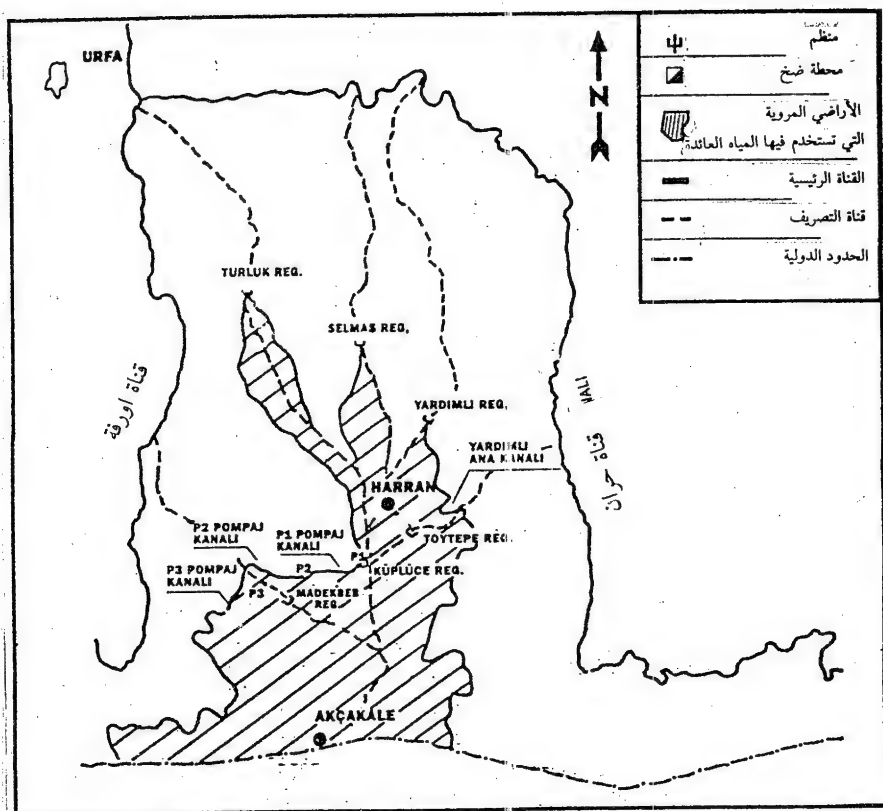 URFA
N
منظم
محطة ضخ
الأراضي المروية
التي تستخدم فيها المياه العائدة
القناة الرئيسية
قناة التصريف
الحدود الدولية
TURLUK REG.
SELMAS REG.
قناة اورفة
YARDIMLI REG.
YARDIMLI
ANA KANALI
قناة حران
HARRAN
P2 POMPAJ
KANALI
P1 POMPAJ
KANALI
TOYTEPE REG.
P1
P2
KÜPLÜCE REG.
P3 POMPAJ
KANALI
P3
MADEKBER
REG.
AKÇAKALE